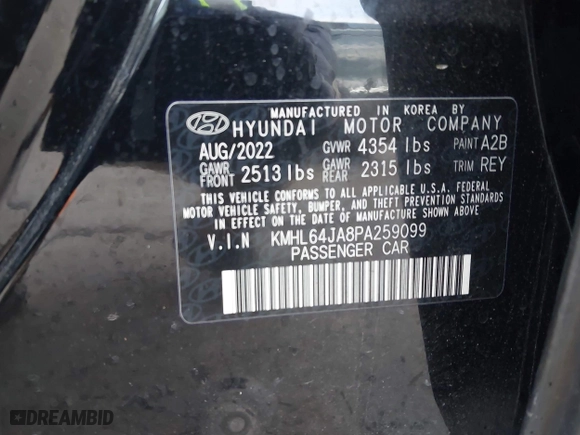 MANUFACTURED IN KOREA BY
HYUNDAI MOTOR COMPANY
AUG/2022 GVWR 4354 lbs PAINT A2B
GAWR FRONT 2513 lbs GAWR REAR 2315 lbs TRIM REY
THIS VEHICLE CONFORMS TO ALL APPLICABLE U.S.A. FEDERAL
MOTOR VEHICLE SAFETY, BUMPER, AND THEFT PREVENTION
STANDARDS IN EFFECT ON THE DATE OF MANUFACTURE SHOWN ABOVE
V.I.N KMHL64JA8PA259099
PASSENGER CAR
DREAMBID